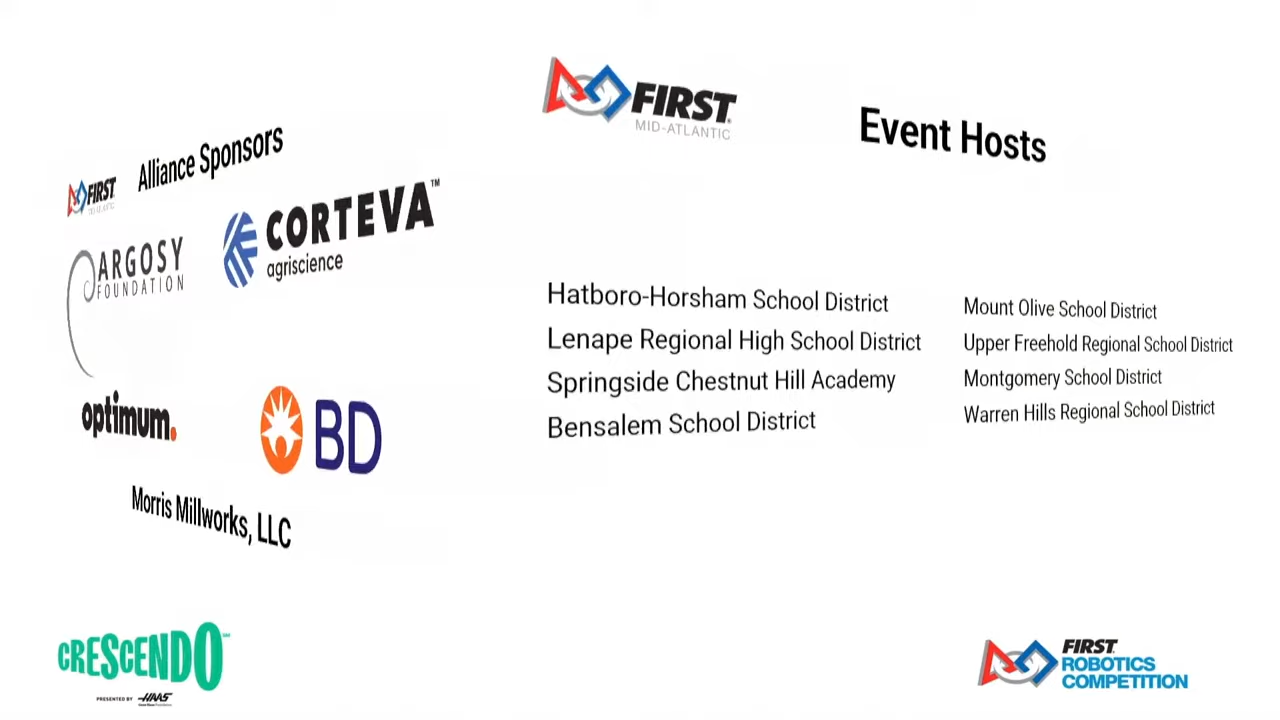 Alliance Sponsors
FIRST
ARGOSY
FOUNDATION
CORTEVA™
agriscience
optimum.
BD
Morris Millworks, LLC
FIRST
MID-ATLANTIC
Event Hosts
Hatboro-Horsham School District
Lenape Regional High School District
Springside Chestnut Hill Academy
Bensalem School District
Mount Olive School District
Upper Freehold Regional School District
Montgomery School District
Warren Hills Regional School District
CRESCENDO
PRESENTED BY HAAS
FIRST
ROBOTICS
COMPETITION